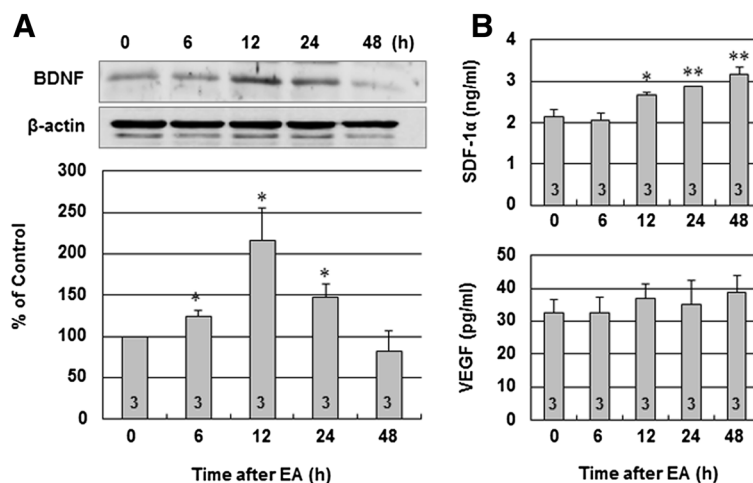 A
0 6 12 24 48 (h)
BDNF
β-actin
% of Control
300
250
200
150
100
50
0
*
*
*
3 3 3 3 3
0 6 12 24 48
Time after EA (h)
B
SDF-1α (ng/ml)
4
3
2
1
0
* ** **
3 3 3 3 3
0 6 12 24 48
VEGF (pg/ml)
50
40
30
20
10
0
3 3 3 3 3
0 6 12 24 48
Time after EA (h)